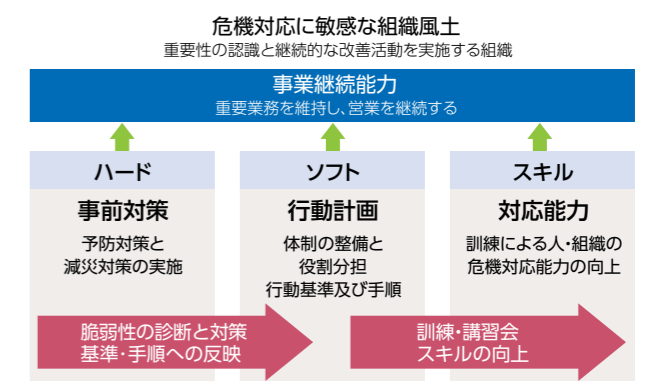 危機対応に敏感な組織風土
重要性の認識と継続的な改善活動を実施する組織
事業継続能力
重要業務を維持し、営業を継続する
ハード
事前対策
予防対策と
減災対策の実施
ソフト
行動計画
体制の整備と
役割分担
行動基準及び手順
スキル
対応能力
訓練による人・組織の
危機対応能力の向上
脆弱性の診断と対策
基準・手順への反映
訓練・講習会
スキルの向上